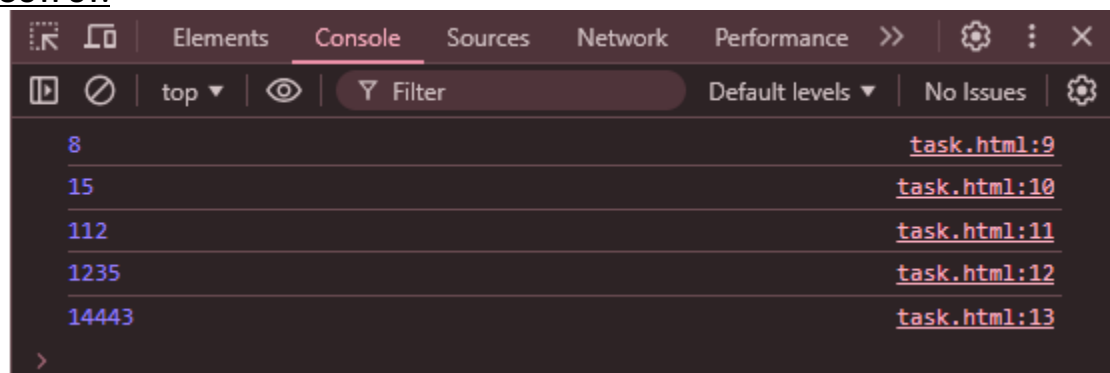 Elements Console Sources Network Performance
top Filter Default levels No Issues
8 task.html:9
15 task.html:10
112 task.html:11
1235 task.html:12
14443 task.html:13